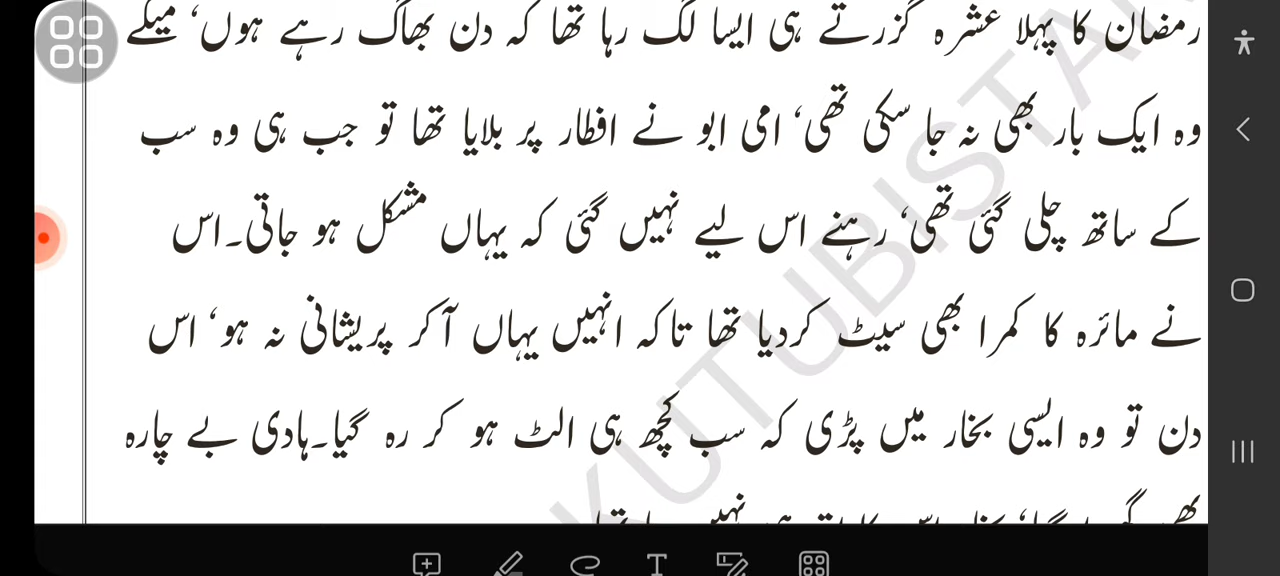 رمضان کا پہلا عشرہ گزرتے ہی ایسا لگ رہا تھا کہ دن بھاگ رہے ہوں، میکے
وہ ایک بار بھی نہ جا سکی تھی، امی ابو نے افطار پر بلایا تھا تو جب ہی وہ سب
کے ساتھ چلی گئی تھی، رہنے اس لیے نہیں گئی کہ یہاں مشکل ہو جاتی۔اس
نے مائرہ کا کمرا بھی سیٹ کردیا تھا تاکہ انہیں یہاں آکر پریشانی نہ ہو، اس
دن تو وہ ایسی بخار میں پڑی کہ سب کچھ ہی الٹ ہو کر رہ گیا۔ہادی بے چارہ
KUTUBISTA